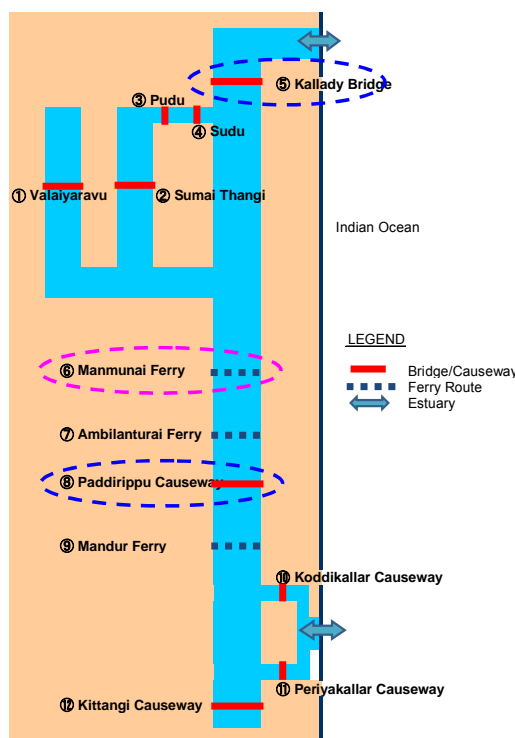 ⑤ Kallady Bridge
③ Pudu
④ Sudu
① Valaiyaravu
② Sumai Thangi
Indian Ocean
LEGEND
Bridge/Causeway
Ferry Route
Estuary
⑥ Manmunai Ferry
⑦ Ambilanturai Ferry
⑧ Paddirippu Causeway
⑨ Mandur Ferry
⑩ Koddikallar Causeway
⑪ Periyakallar Causeway
⑫ Kittangi Causeway